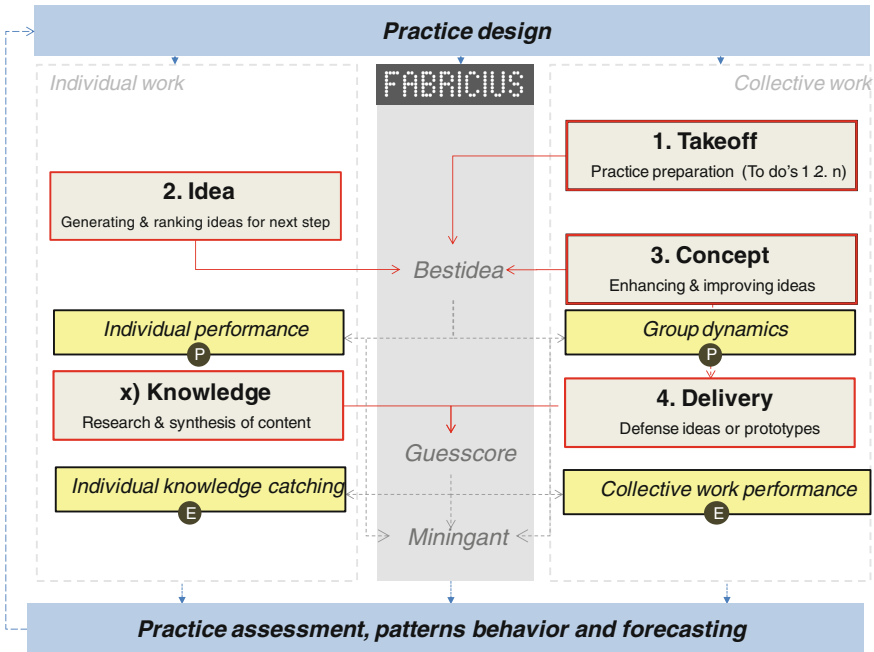 Practice design
Individual work
FABRICIUS
Collective work
1. Takeoff
Practice preparation (To do's 1 2. n)
2. Idea
Generating & ranking ideas for next step
3. Concept
Enhancing & improving ideas
Bestidea
Individual performance
P
Group dynamics
P
x) Knowledge
Research & synthesis of content
4. Delivery
Defense ideas or prototypes
Guesscore
Individual knowledge catching
E
Collective work performance
E
Miningant
Practice assessment, patterns behavior and forecasting